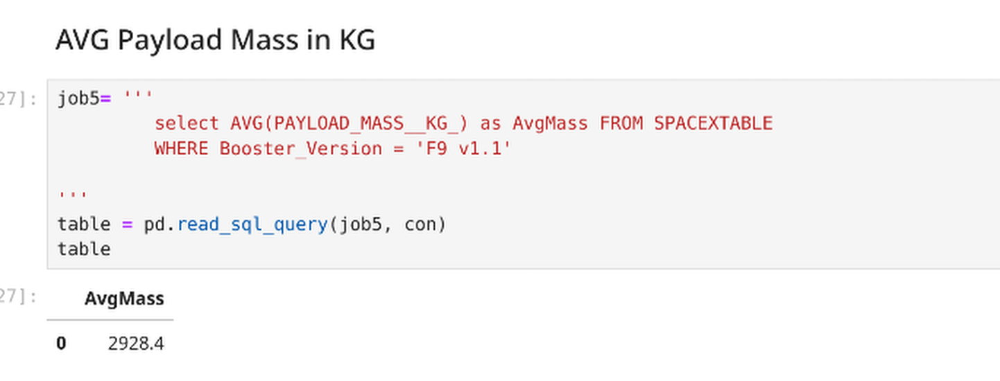 AVG Payload Mass in KG
27]: job5= '''
select AVG(PAYLOAD_MASS__KG_) as AvgMass FROM SPACEXTABLE
WHERE Booster_Version = 'F9 v1.1'
'''
table = pd.read_sql_query(job5, con)
table
27]: AvgMass
0 2928.4